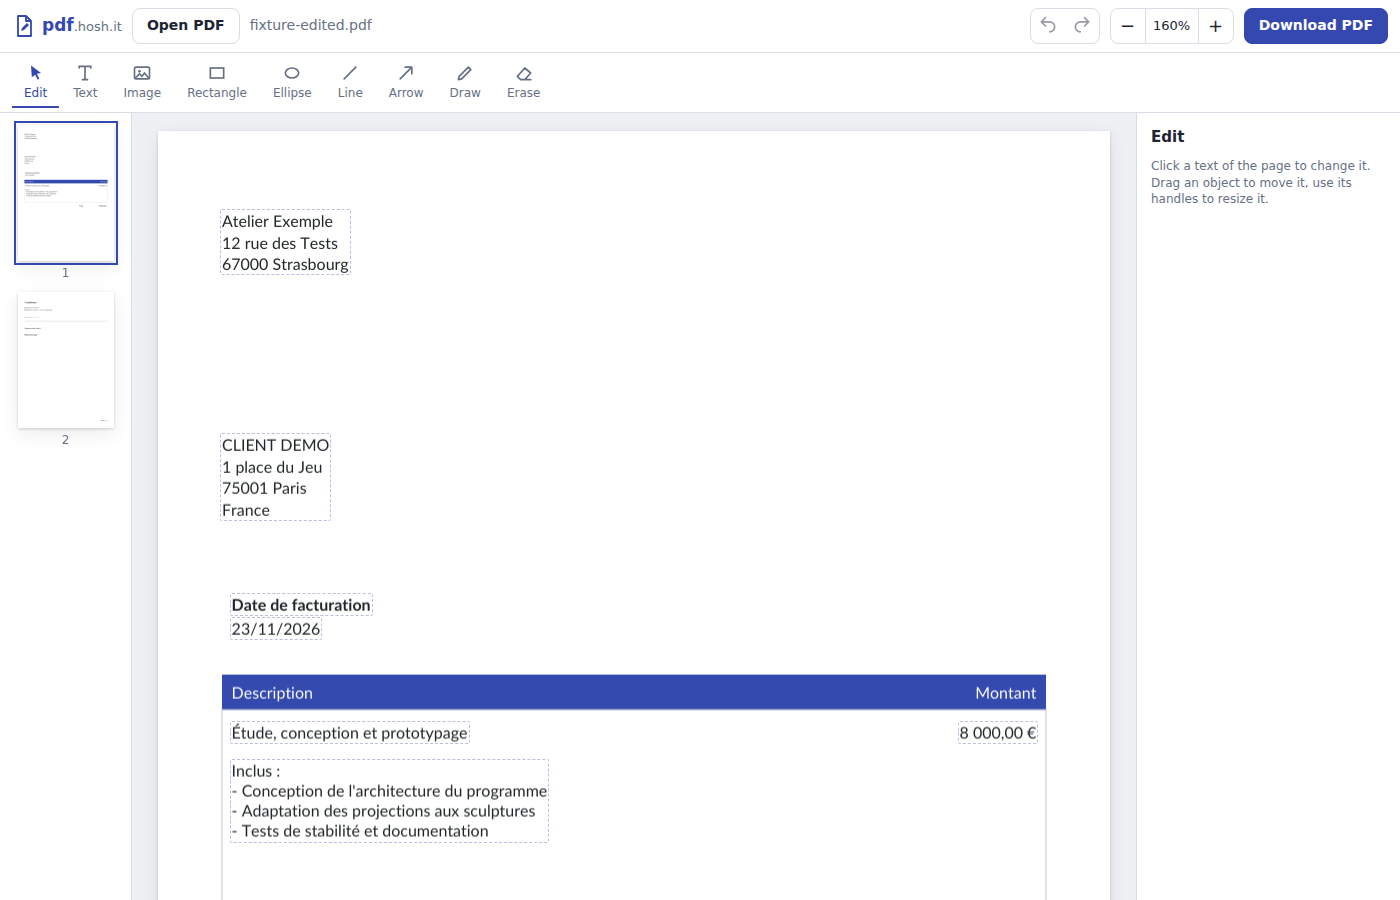 pdf.hosh.it
Open PDF
fixture-edited.pdf
160%
Download PDF
Edit
Text
Image
Rectangle
Ellipse
Line
Arrow
Draw
Erase
1
2
Atelier Exemple
12 rue des Tests
67000 Strasbourg
CLIENT DEMO
1 place du Jeu
75001 Paris
France
Date de facturation
23/11/2026
Description Montant
Étude, conception et prototypage 8 000,00 €
Inclus :
- Conception de l'architecture du programme
- Adaptation des projections aux sculptures
- Tests de stabilité et documentation
Edit
Click a text of the page to change it.
Drag an object to move it, use its
handles to resize it.